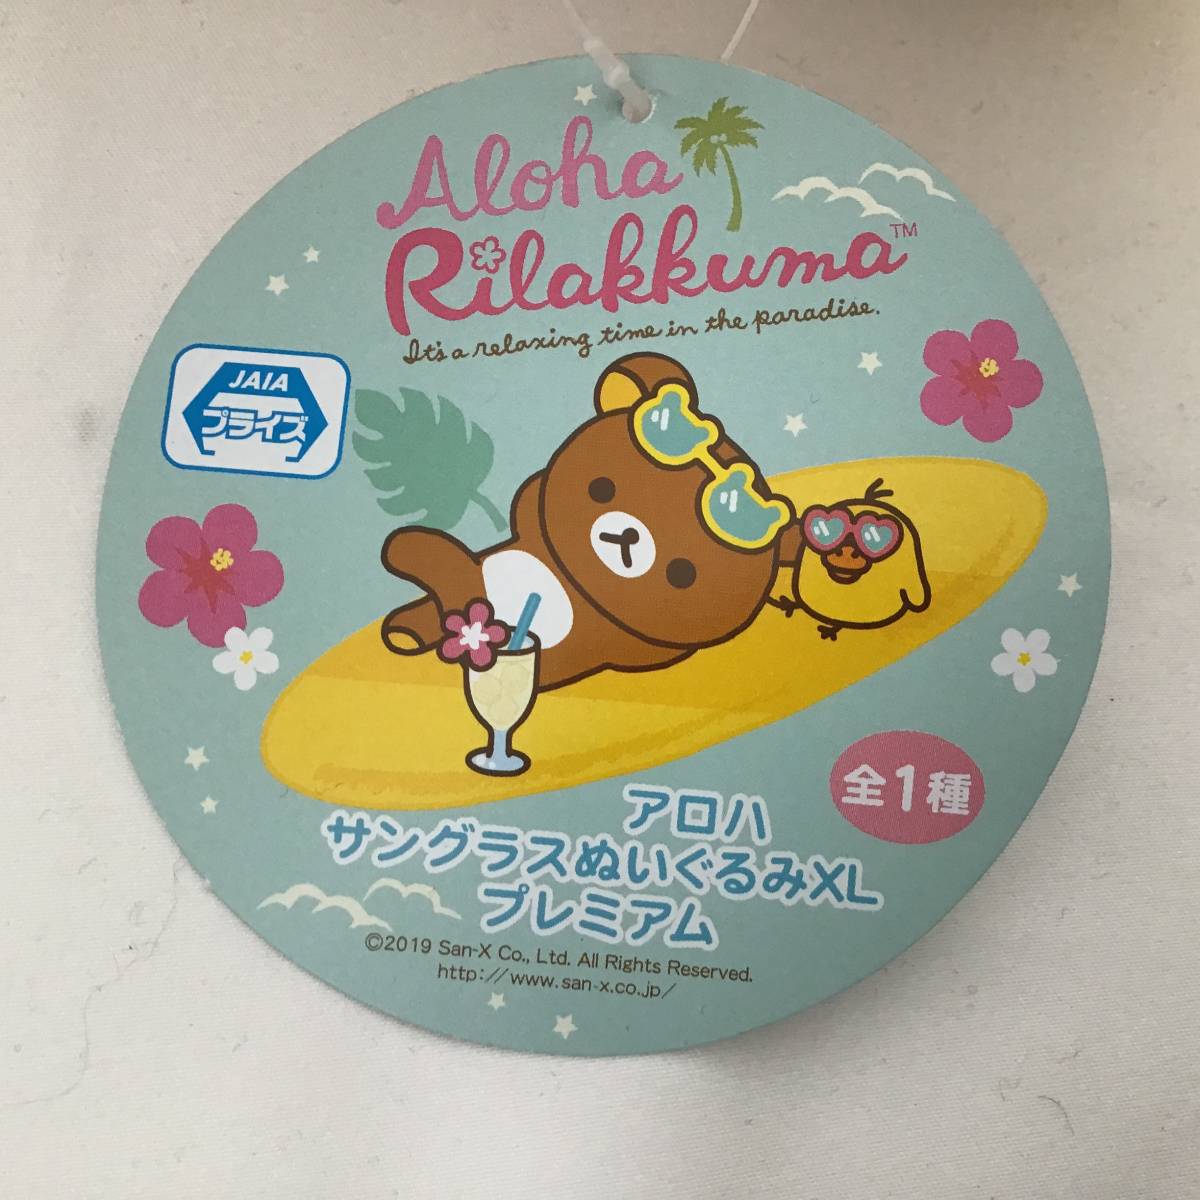 Aloha
Rilakkuma™
It's a relaxing time in the paradise.
JAIA
プライズ
全1種
アロハ
サングラスぬいぐるみXL
プレミアム
©2019 San-X Co., Ltd. All Rights Reserved.
http://www.san-x.co.jp/